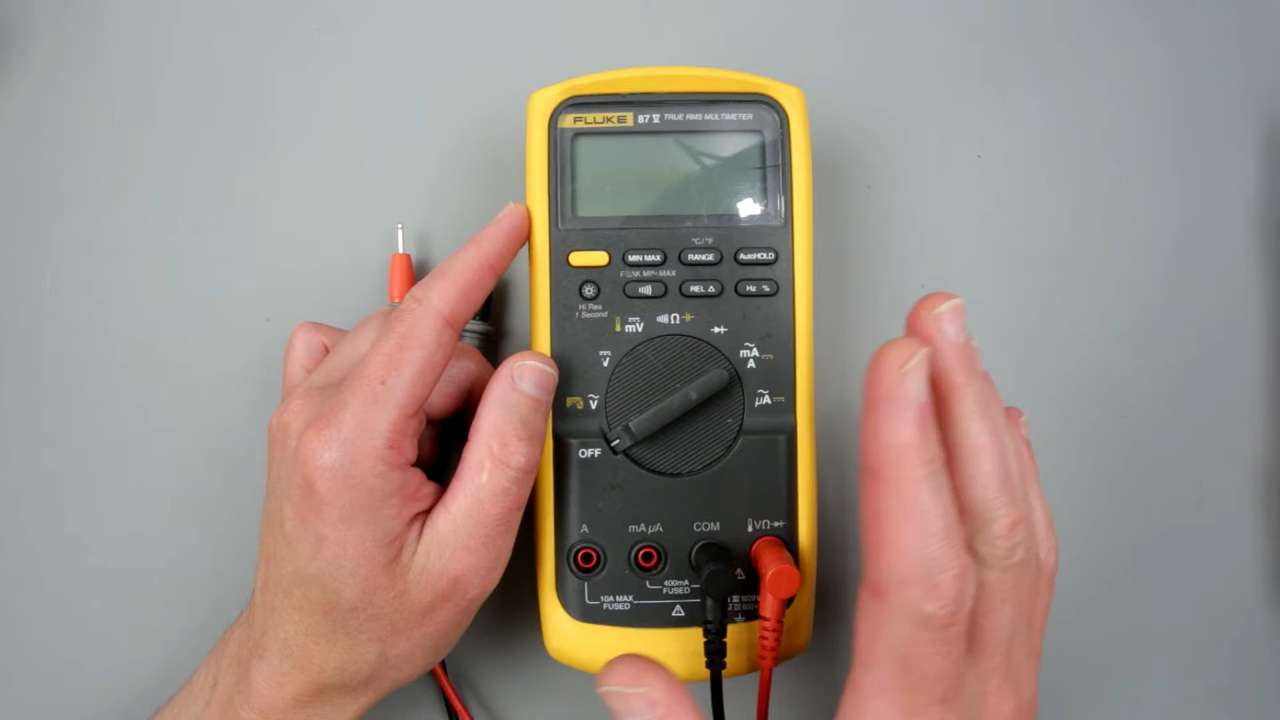 FLUKE 87 V TRUE RMS MULTIMETER
°C/°F
MIN MAX RANGE AutoHOLD
PEAK MIN MAX
REL Δ Hz %
Hi Res
1 Second
mV Ω
V mA
A
V µA
OFF
A mA µA COM VΩ
400mA
FUSED
10A MAX
FUSED